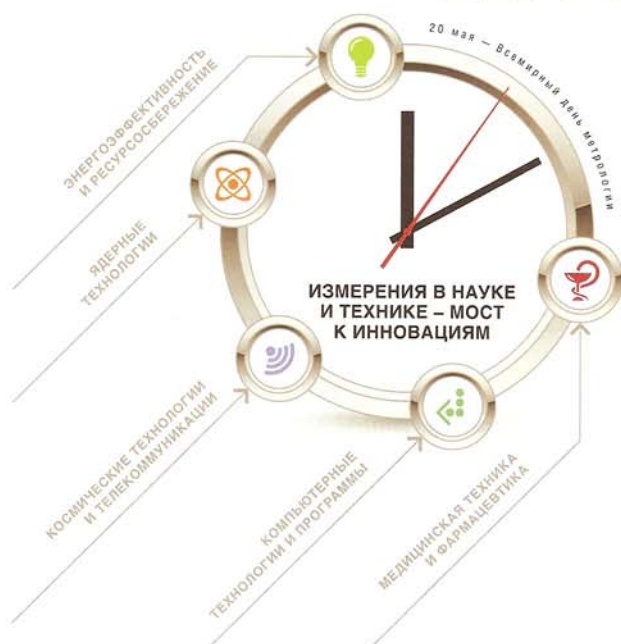 20 мая — Всемирный день метрологии
ЭНЕРГОЭФФЕКТИВНОСТЬ
И РЕСУРСОСБЕРЕЖЕНИЕ
ЯДЕРНЫЕ
ТЕХНОЛОГИИ
ИЗМЕРЕНИЯ В НАУКЕ
И ТЕХНИКЕ – МОСТ
К ИННОВАЦИЯМ
КОСМИЧЕСКИЕ ТЕХНОЛОГИИ
И ТЕЛЕКОММУНИКАЦИИ
КОМПЬЮТЕРНЫЕ
ТЕХНОЛОГИИ И ПРОГРАММЫ
МЕДИЦИНСКАЯ ТЕХНИКА
И ФАРМАЦЕВТИКА